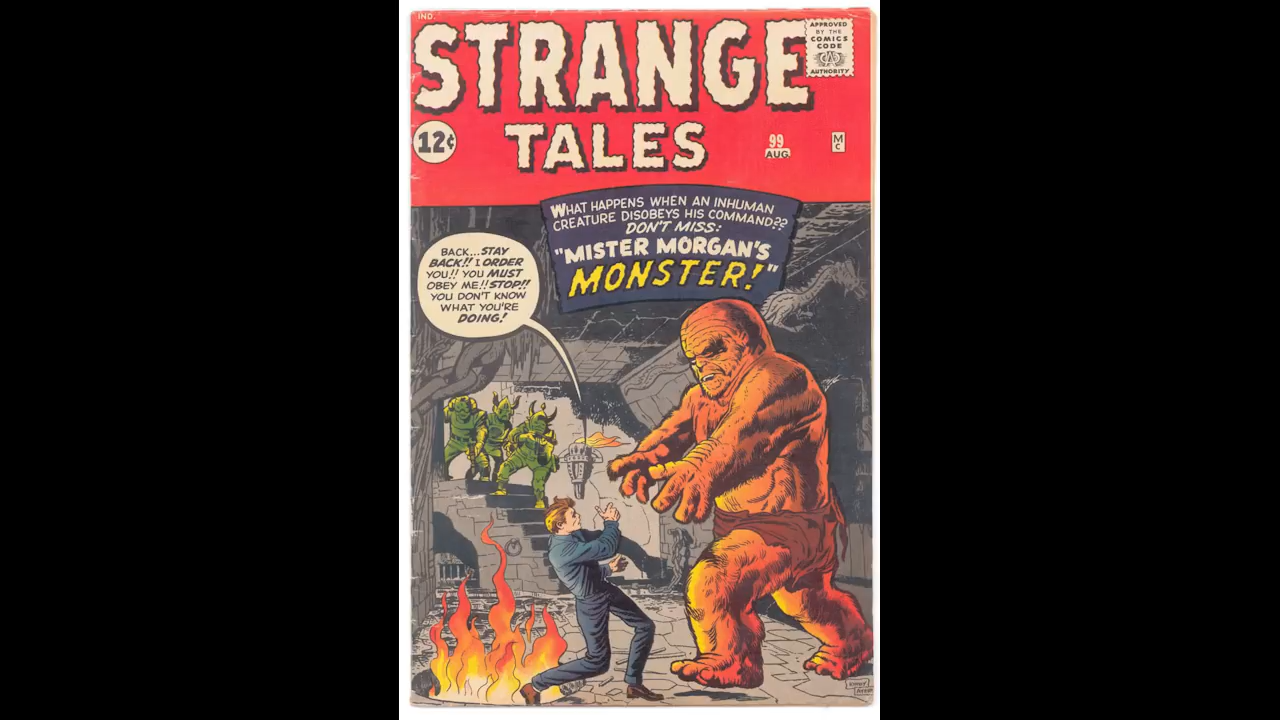 IND.
STRANGE
TALES
APPROVED
BY THE
COMICS
CODE
CA
AUTHORITY
12¢
99
AUG.
M
C
WHAT HAPPENS WHEN AN INHUMAN
CREATURE DISOBEYS HIS COMMAND??
DON'T MISS:
"MISTER MORGAN'S
MONSTER!"
BACK...STAY
BACK!! I ORDER
YOU!! YOU MUST
OBEY ME!! STOP!!
YOU DON'T KNOW
WHAT YOU'RE
DOING!